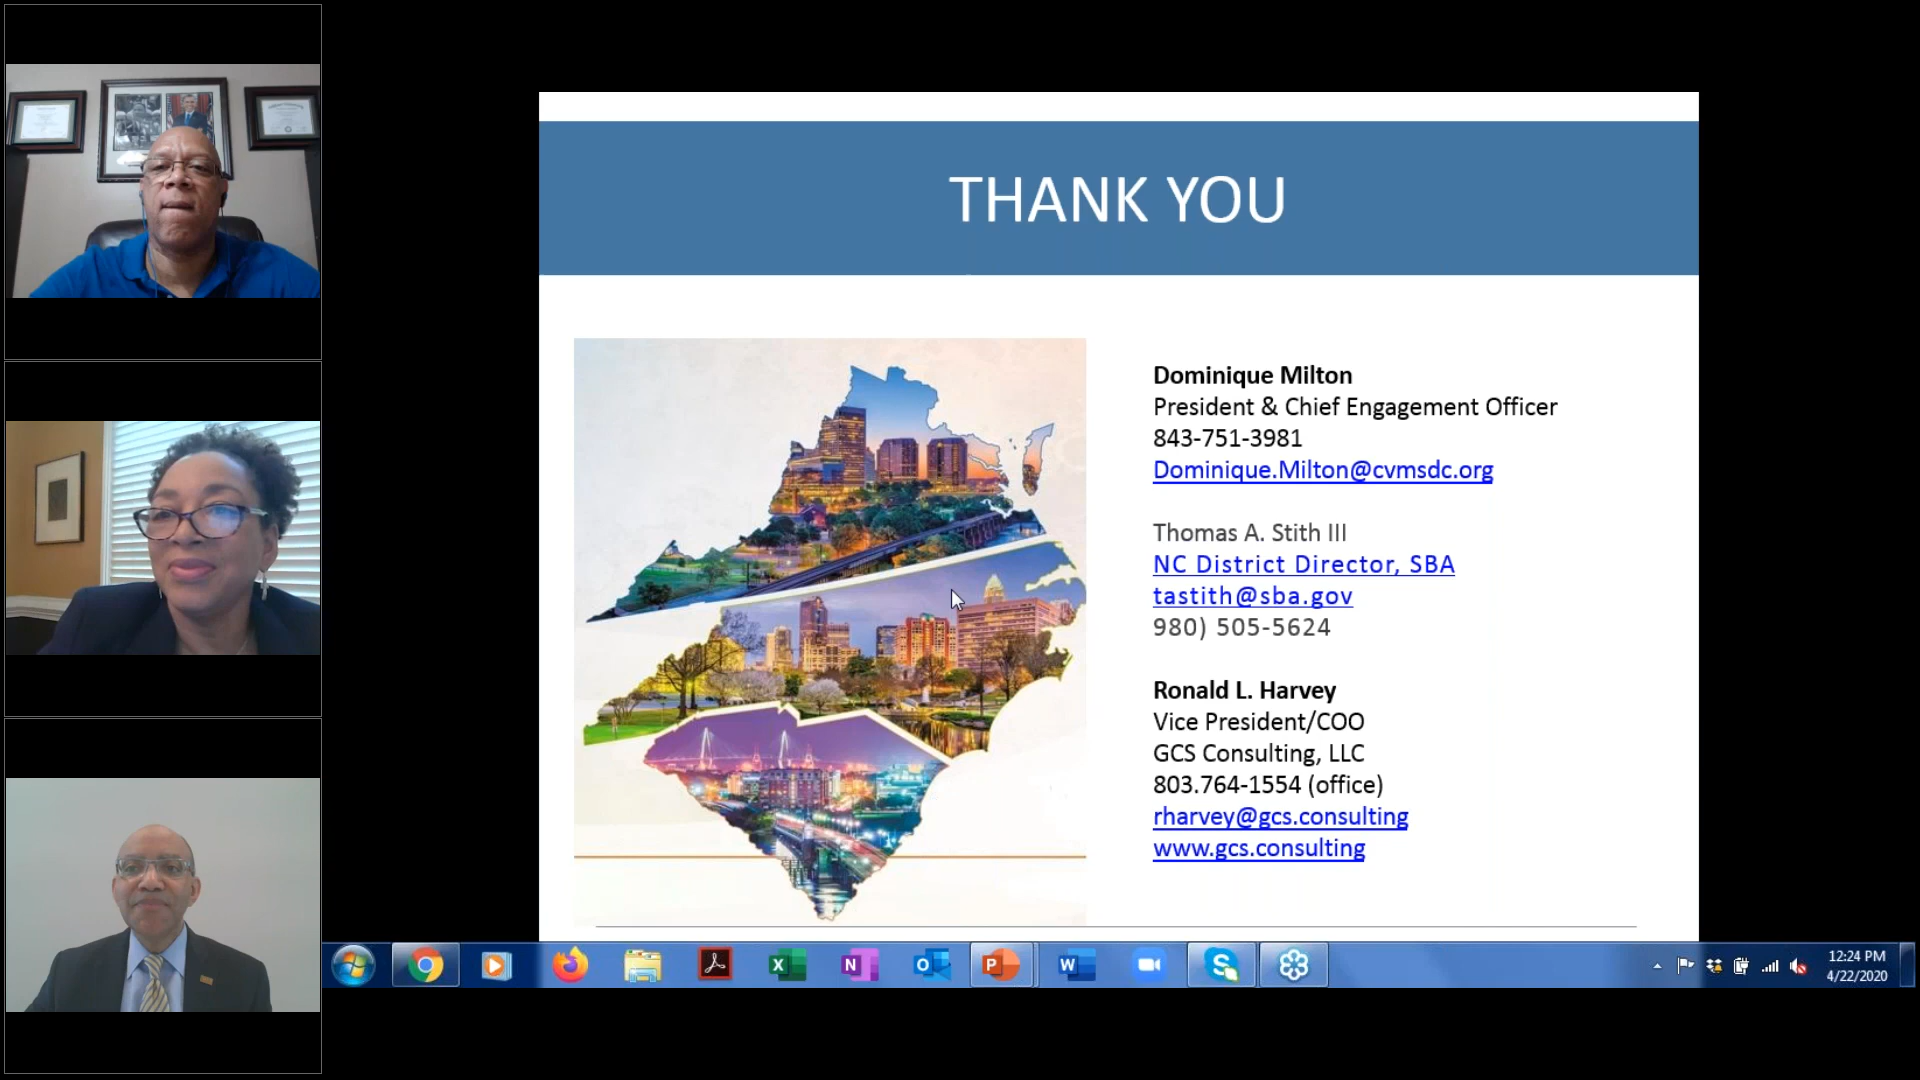 THANK YOU
Dominique Milton
President & Chief Engagement Officer
843-751-3981
Dominique.Milton@cvmsdc.org
Thomas A. Stith III
NC District Director, SBA
tastith@sba.gov
980) 505-5624
Ronald L. Harvey
Vice President/COO
GCS Consulting, LLC
803.764-1554 (office)
rharvey@gcs.consulting
www.gcs.consulting
12:24 PM
4/22/2020